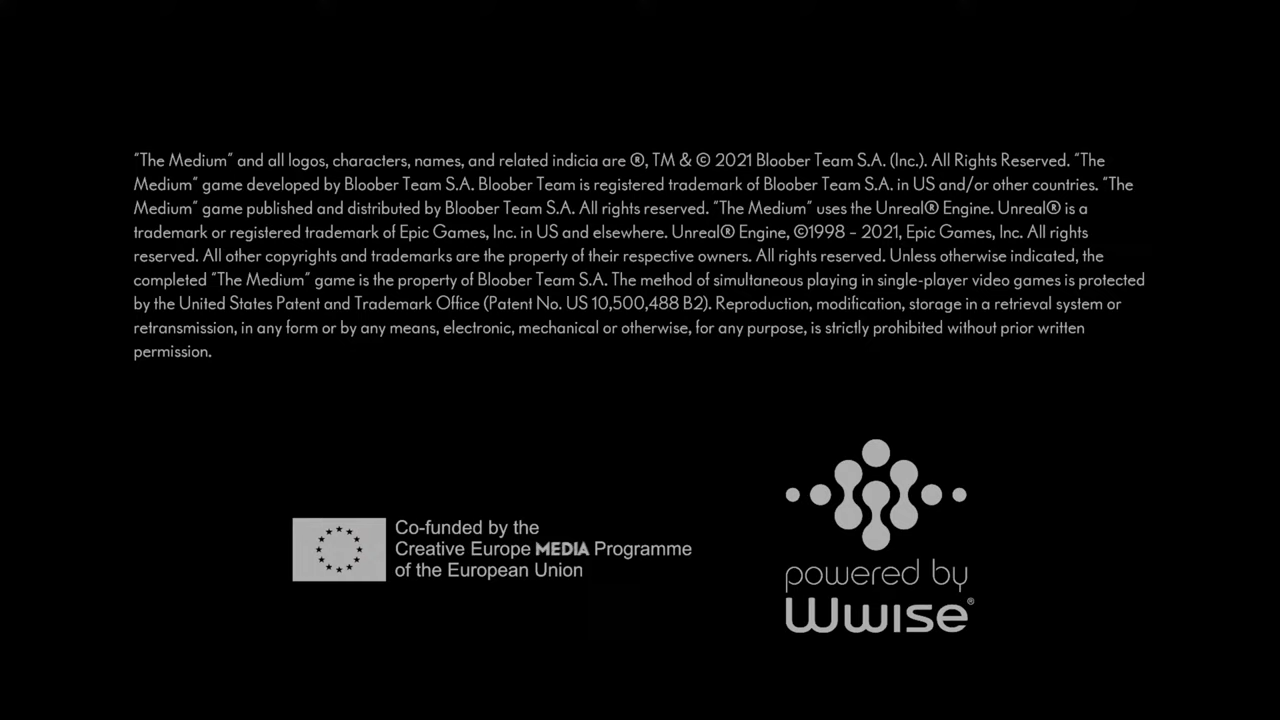 "The Medium" and all logos, characters, names, and related indicia are ®, TM & © 2021 Bloober Team S.A. (Inc.). All Rights Reserved. "The
Medium" game developed by Bloober Team S.A. Bloober Team is registered trademark of Bloober Team S.A. in US and/or other countries. "The
Medium" game published and distributed by Bloober Team S.A. All rights reserved. "The Medium" uses the Unreal® Engine. Unreal® is a
trademark or registered trademark of Epic Games, Inc. in US and elsewhere. Unreal® Engine, ©1998 – 2021, Epic Games, Inc. All rights
reserved. All other copyrights and trademarks are the property of their respective owners. All rights reserved. Unless otherwise indicated, the
completed "The Medium" game is the property of Bloober Team S.A. The method of simultaneous playing in single-player video games is protected
by the United States Patent and Trademark Office (Patent No. US 10,500,488 B2). Reproduction, modification, storage in a retrieval system or
retransmission, in any form or by any means, electronic, mechanical or otherwise, for any purpose, is strictly prohibited without prior written
permission.
Co-funded by the
Creative Europe MEDIA Programme
of the European Union
powered by
Wwise®